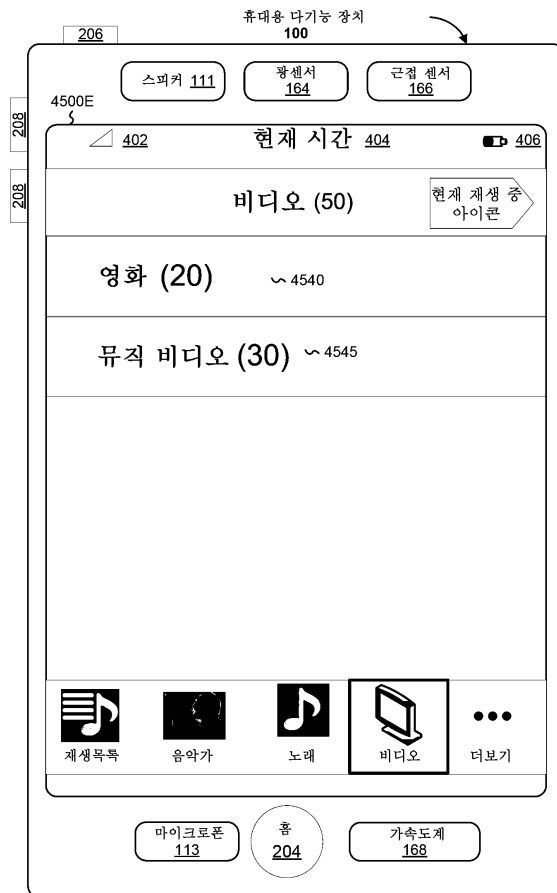 휴대용 다기능 장치
100
206
스피커 111
광센서
164
근접 센서
166
4500E
208
208
402
현재 시간 404
406
비디오 (50)
현재 재생 중
아이콘
영화 (20)
4540
뮤직 비디오 (30)
4545
재생목록
음악가
노래
비디오
더보기
마이크로폰
113
홈
204
가속도계
168